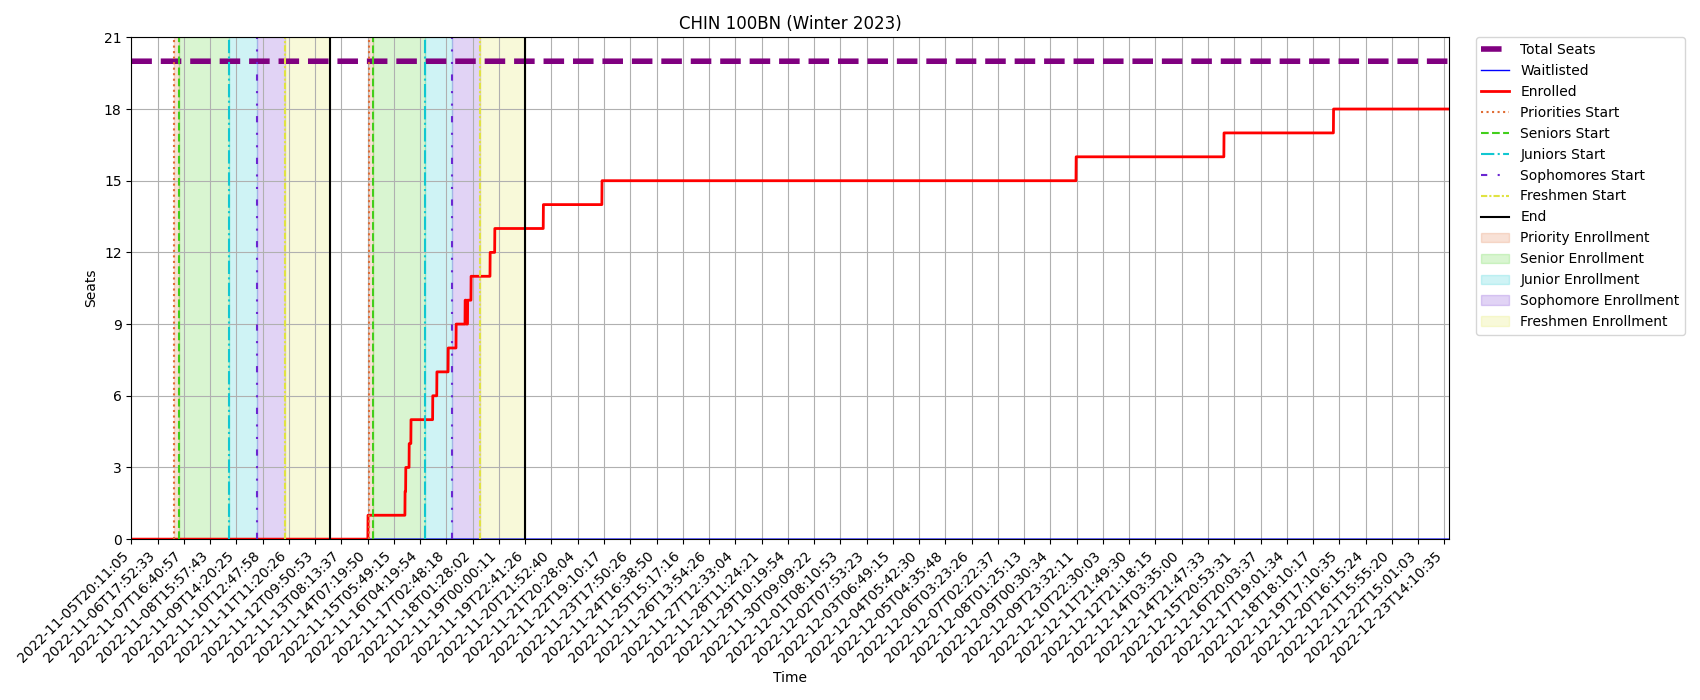 CHIN 100BN (Winter 2023)
21
18
15
12
9
6
3
0
Seats
2022-11-05T20:11:05
2022-11-06T17:52:33
2022-11-07T16:40:57
2022-11-08T15:57:43
2022-11-09T14:20:25
2022-11-10T12:47:58
2022-11-11T11:20:26
2022-11-12T09:50:53
2022-11-13T08:13:37
2022-11-14T07:19:50
2022-11-15T05:49:15
2022-11-16T04:19:54
2022-11-17T02:48:18
2022-11-18T01:28:02
2022-11-19T00:00:11
2022-11-19T22:41:26
2022-11-20T21:52:40
2022-11-21T20:28:04
2022-11-22T19:10:17
2022-11-23T17:50:26
2022-11-24T16:38:50
2022-11-25T15:17:16
2022-11-26T13:54:26
2022-11-27T12:33:04
2022-11-28T11:24:21
2022-11-29T10:19:54
2022-11-30T09:09:22
2022-12-01T08:10:53
2022-12-02T07:53:23
2022-12-03T06:49:15
2022-12-04T05:42:30
2022-12-05T04:35:48
2022-12-06T03:23:26
2022-12-07T02:22:37
2022-12-08T01:25:13
2022-12-09T00:30:34
2022-12-09T23:32:11
2022-12-10T22:30:03
2022-12-11T21:49:30
2022-12-12T21:18:15
2022-12-14T03:35:00
2022-12-14T21:47:33
2022-12-15T20:53:31
2022-12-16T20:03:37
2022-12-17T19:01:34
2022-12-18T18:10:17
2022-12-19T17:10:35
2022-12-20T16:15:24
2022-12-21T15:55:20
2022-12-22T15:01:03
2022-12-23T14:10:35
Time
Total Seats
Waitlisted
Enrolled
Priorities Start
Seniors Start
Juniors Start
Sophomores Start
Freshmen Start
End
Priority Enrollment
Senior Enrollment
Junior Enrollment
Sophomore Enrollment
Freshmen Enrollment